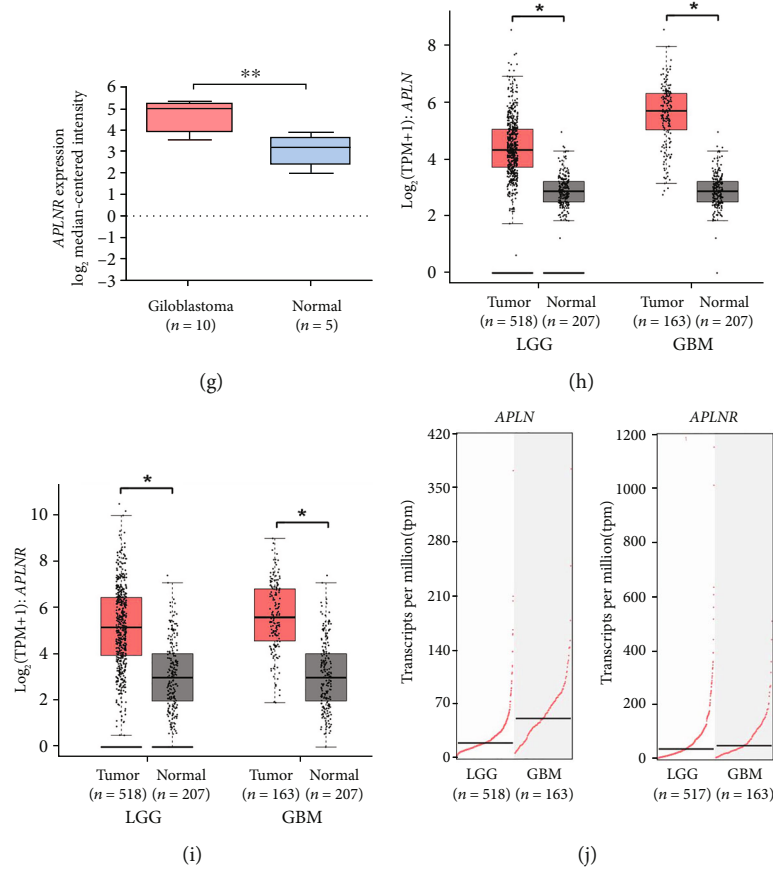 **
6
5
4
3
2
1
0
−1
−2
−3
APLNR expression
log2 median-centered intensity
Giloblastoma
(n = 10)
Normal
(n = 5)
(g)
*
*
8
6
4
2
0
Log2(TPM+1): APLN
Tumor
(n = 518)
Normal
(n = 207)
Tumor
(n = 163)
Normal
(n = 207)
LGG
GBM
(h)
*
*
10
8
6
4
2
0
Log2(TPM+1): APLNR
Tumor
(n = 518)
Normal
(n = 207)
Tumor
(n = 163)
Normal
(n = 207)
LGG
GBM
(i)
APLN
420
350
280
210
140
70
0
Transcripts per million(tpm)
LGG
(n = 518)
GBM
(n = 163)
APLNR
1200
1000
800
600
400
200
0
Transcripts per million(tpm)
LGG
(n = 517)
GBM
(n = 163)
(j)